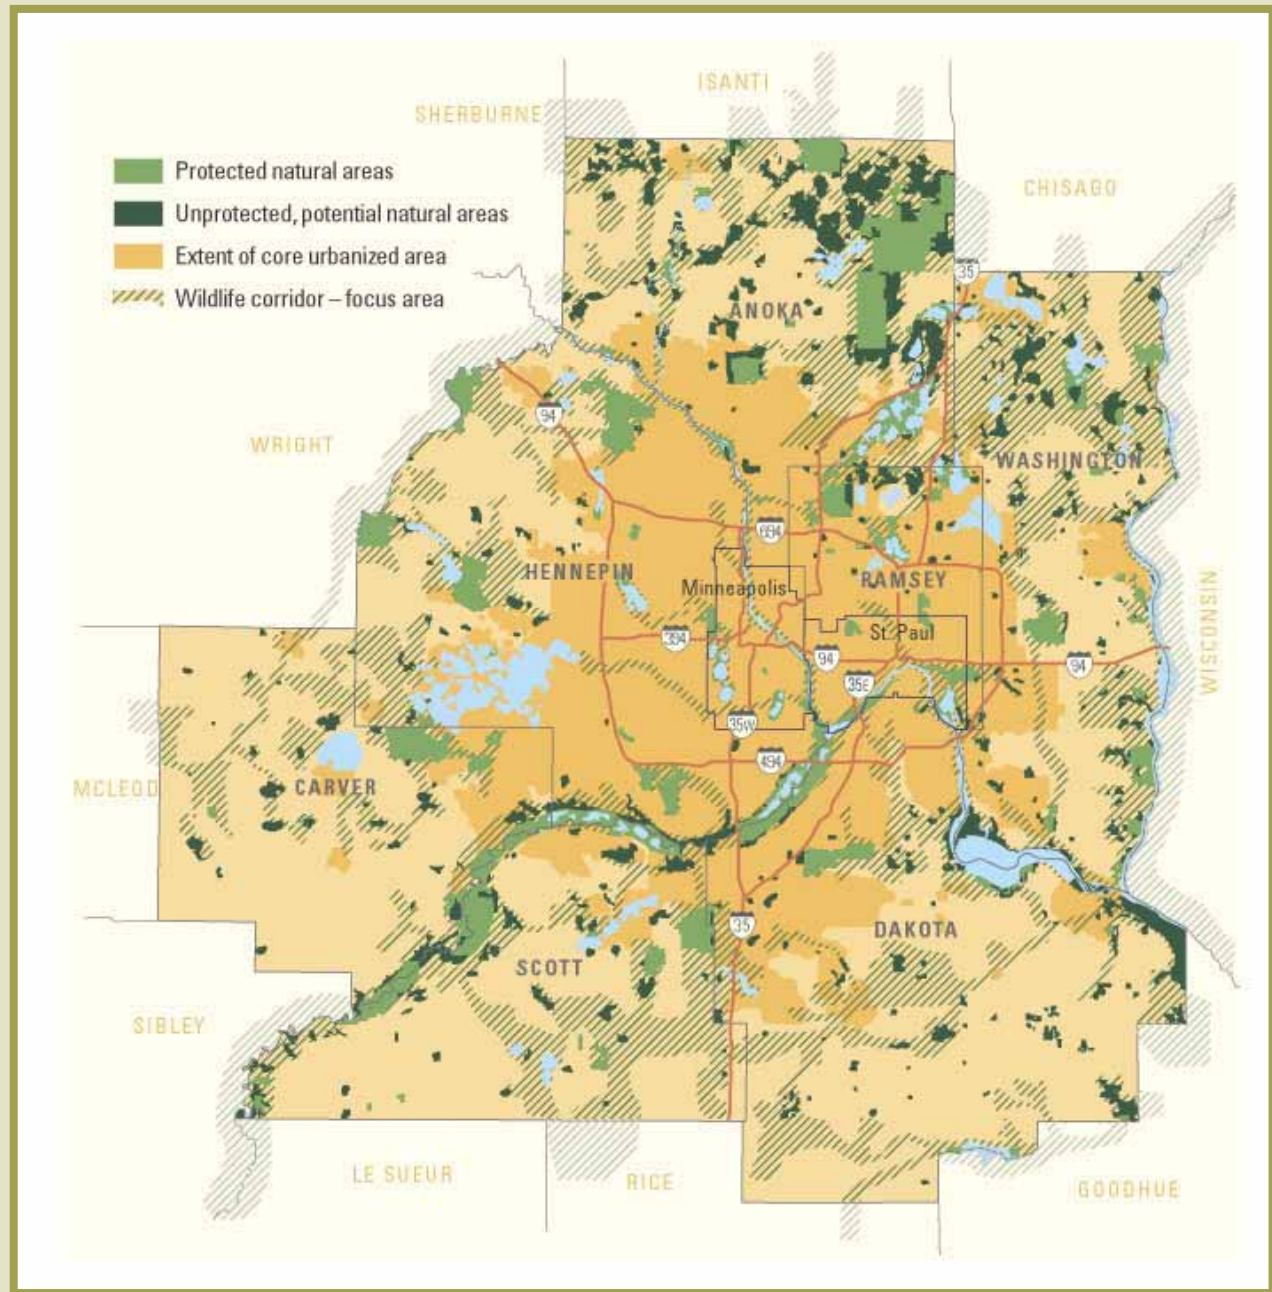 ISANTI
SHERBURNE
Protected natural areas
CHISAGO
Unprotected, potential natural areas
Extent of core urbanized area
35
Wildlife corridor – focus area
ANOKA
94
WRIGHT
WASHINGTON
694
HENNEPIN
RAMSEY
Minneapolis
WISCONSIN
St. Paul
394
94
94
35E
35W
494
MCLEOD
CARVER
35
DAKOTA
SCOTT
SIBLEY
LE SUEUR
RICE
GOODHUE